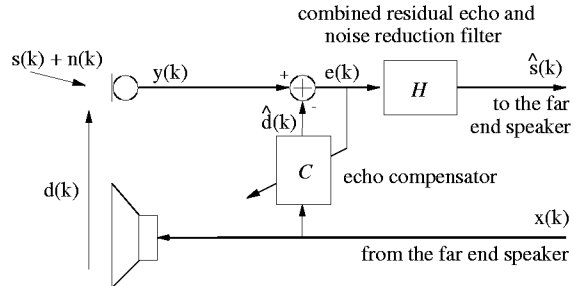 combined residual echo and
noise reduction filter
s(k) + n(k)
y(k)
+
e(k)
H
ŝ(k)
to the far
end speaker
-
d̂(k)
d(k)
C
echo compensator
x(k)
from the far end speaker